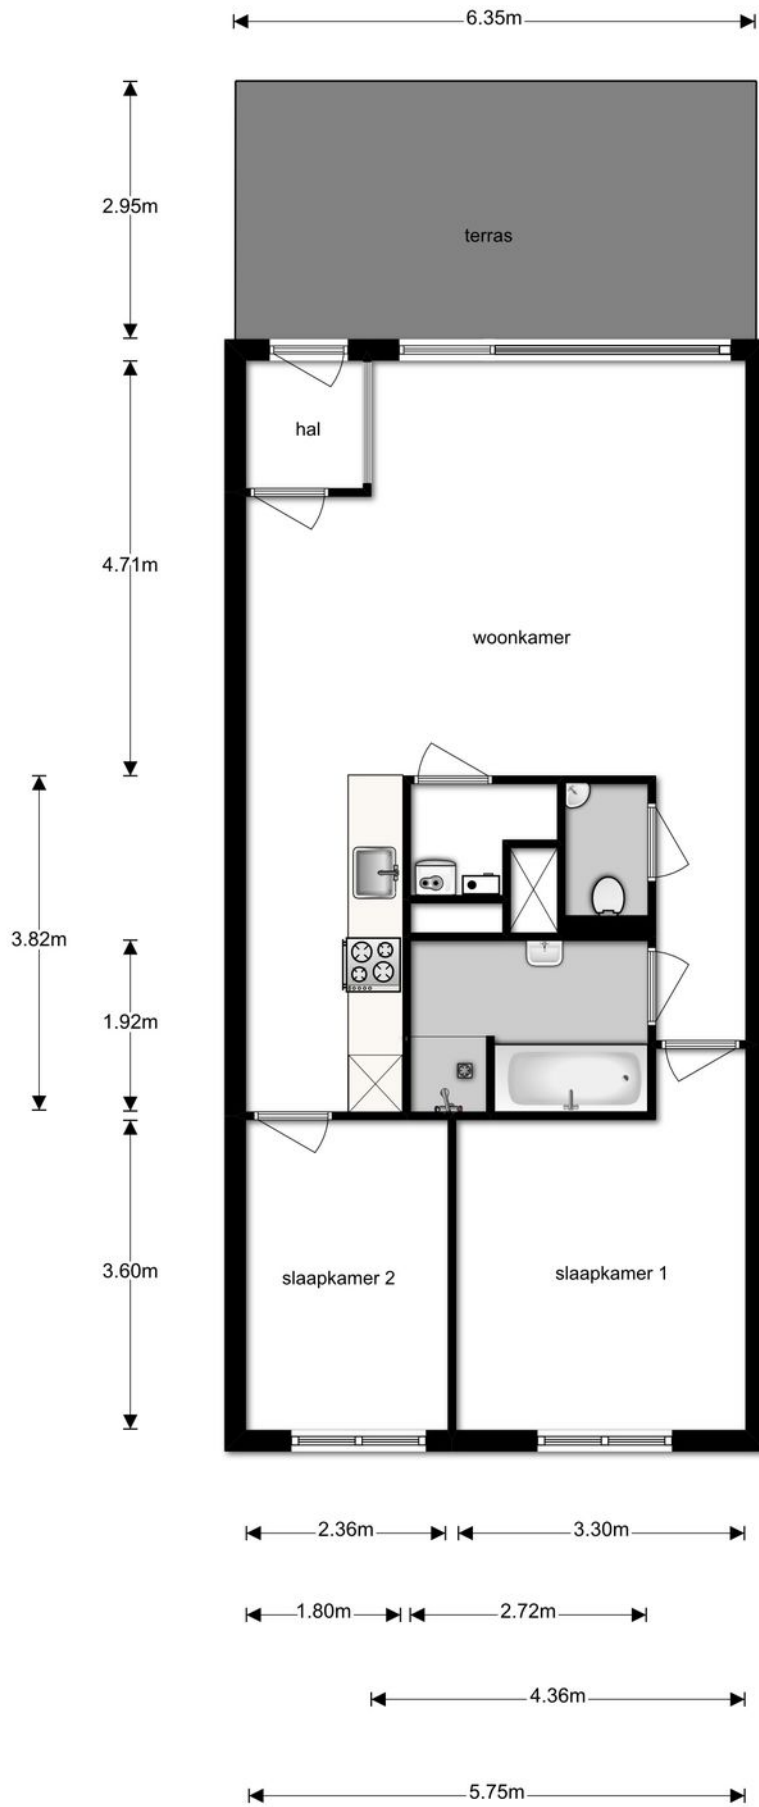 6.35m
2.95m
terras
hal
4.71m
woonkamer
3.82m
1.92m
3.60m
slaapkamer 2
slaapkamer 1
2.36m
3.30m
1.80m
2.72m
4.36m
5.75m